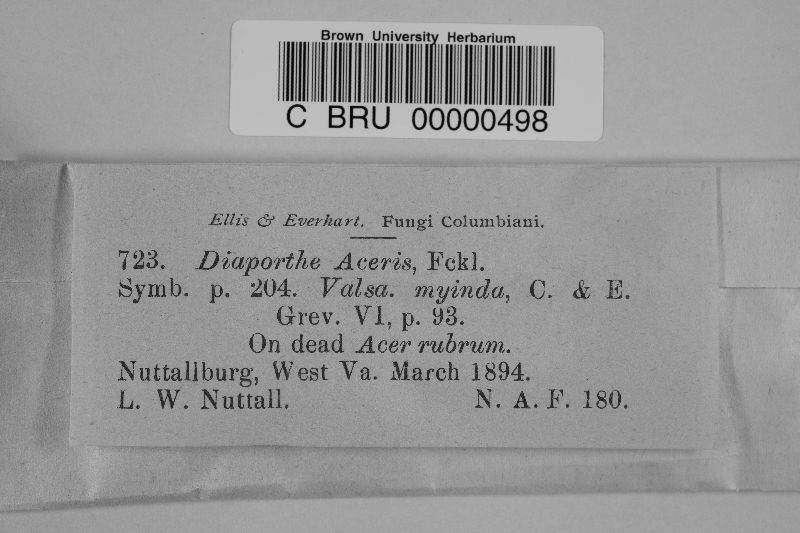 Brown University Herbarium
C BRU 00000498
Ellis & Everhart. Fungi Columbiani.
723. Diaporthe Aceris, Fckl.
Symb. p. 204. Valsa. myinda, C. & E.
Grev. VI, p. 93.
On dead Acer rubrum.
Nuttallburg, West Va. March 1894.
L. W. Nuttall. N. A. F. 180.